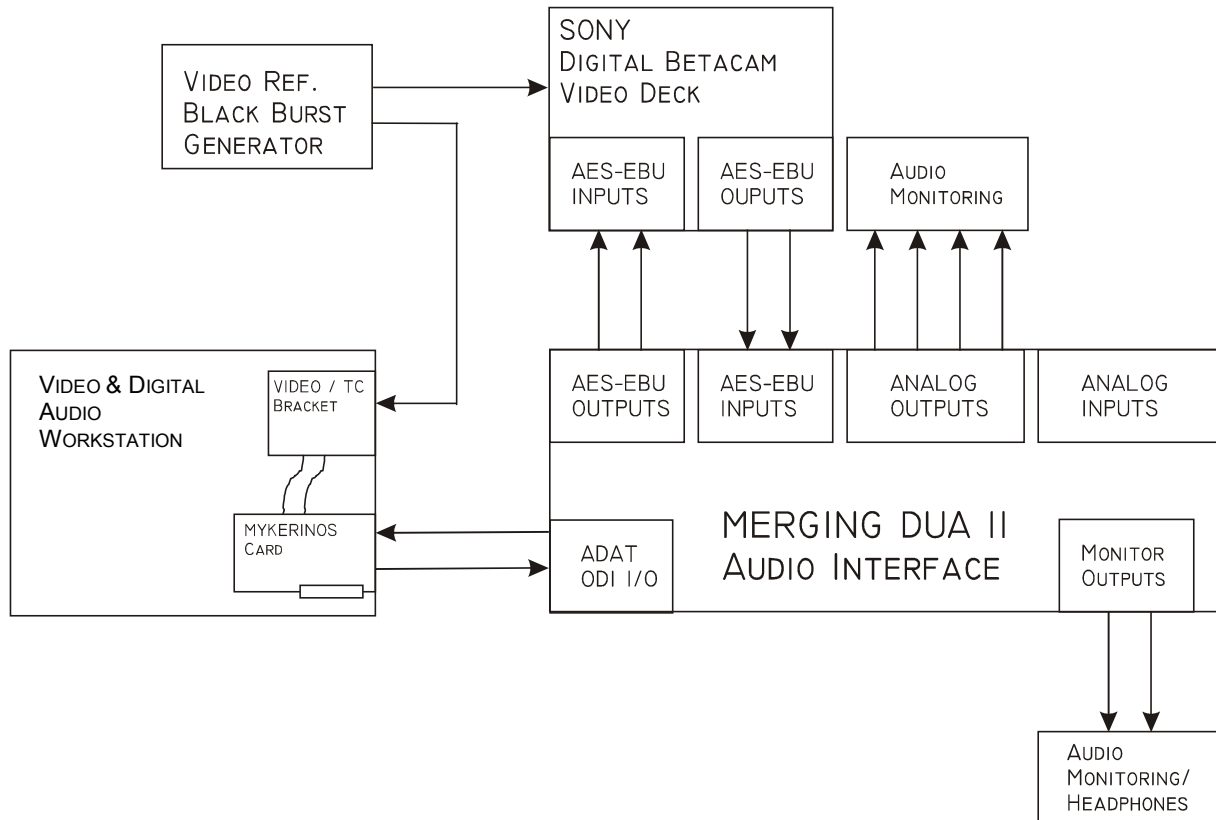 SONY
DIGITAL BETACAM
VIDEO DECK
VIDEO REF.
BLACK BURST
GENERATOR
AES-EBU
INPUTS
AES-EBU
OUPUTS
AUDIO
MONITORING
VIDEO & DIGITAL
AUDIO
WORKSTATION
VIDEO / TC
BRACKET
MYKERINOS
CARD
AES-EBU
OUTPUTS
AES-EBU
INPUTS
ANALOG
OUTPUTS
ANALOG
INPUTS
ADAT
ODI I/O
MERGING DUA II
AUDIO INTERFACE
MONITOR
OUTPUTS
AUDIO
MONITORING/
HEADPHONES